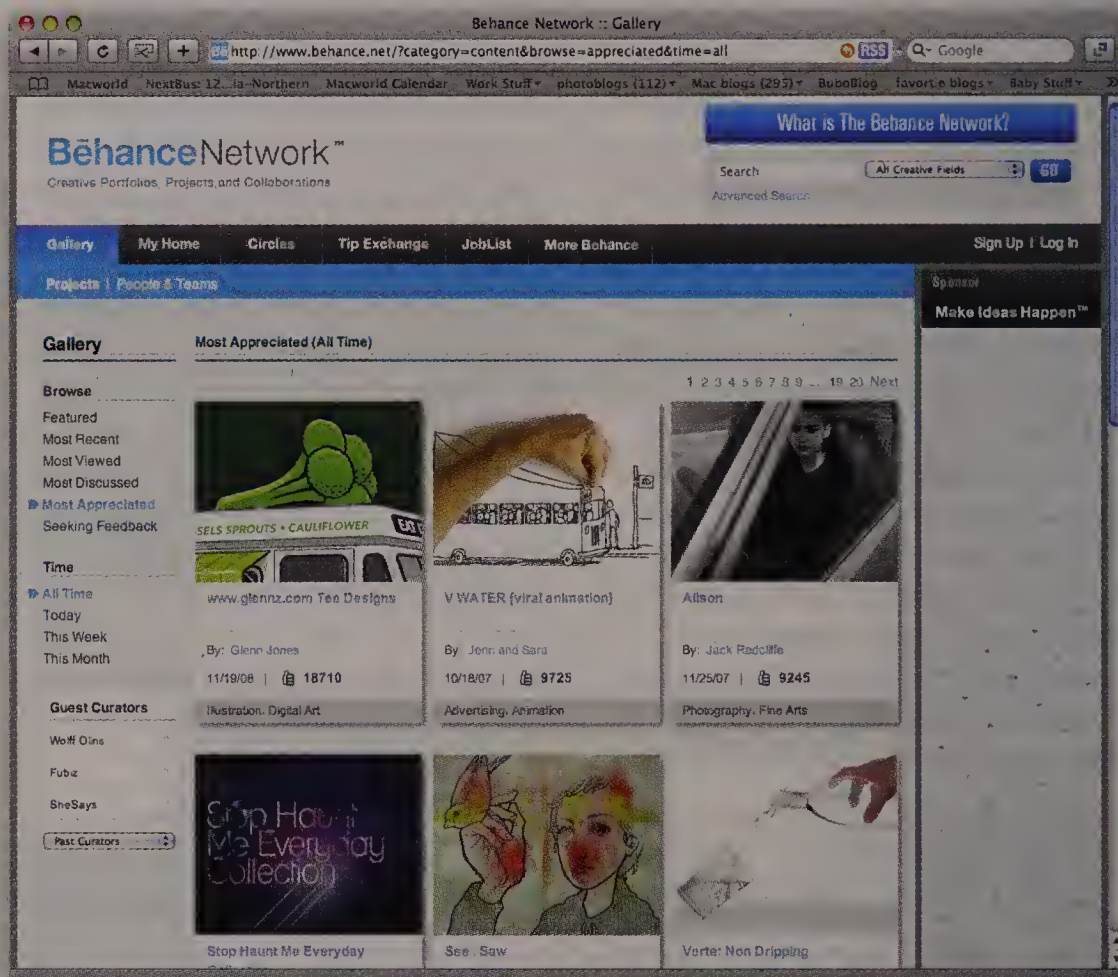 Behance Network :: Gallery
http://www.behance.net/?category=content&browse=appreciated&time=all
RSS
Google
Macworld NextBus: 12...ia-Northern Macworld Calendar Work Stuff photoblogs (112) Mac blogs (295) BuboBlog favorite blogs Baby Stuff
What is The Behance Network?
BēhanceNetwork™
Creative Portfolios, Projects, and Collaborations
Search
All Creative Fields
GO
Advanced Search
Gallery My Home Circles Tip Exchange JobList More Behance
Sign Up | Log In
Projects | People & Teams
Sponsor
Make Ideas Happen™
Gallery
Most Appreciated (All Time)
1 2 3 4 5 6 7 8 9 ... 19 20 Next
Browse
Featured
Most Recent
Most Viewed
Most Discussed
Most Appreciated
Seeking Feedback
Time
All Time
Today
This Week
This Month
Guest Curators
Wolff Olins
Fubiz
SheSays
Past Curators
SELS SPROUTS • CAULIFLOWER
EAT
www.glennz.com Tee Designs
By: Glenn Jones
11/19/08 | 18710
Illustration, Digital Art
V WATER {viral animation}
By: Jenn and Sara
10/18/07 | 9725
Advertising, Animation
Alison
By: Jack Radcliffe
11/25/07 | 9245
Photography, Fine Arts
Stop Haunt
Me Everyday
Collection
Stop Haunt Me Everyday
See . Saw
Verte: Non Dripping